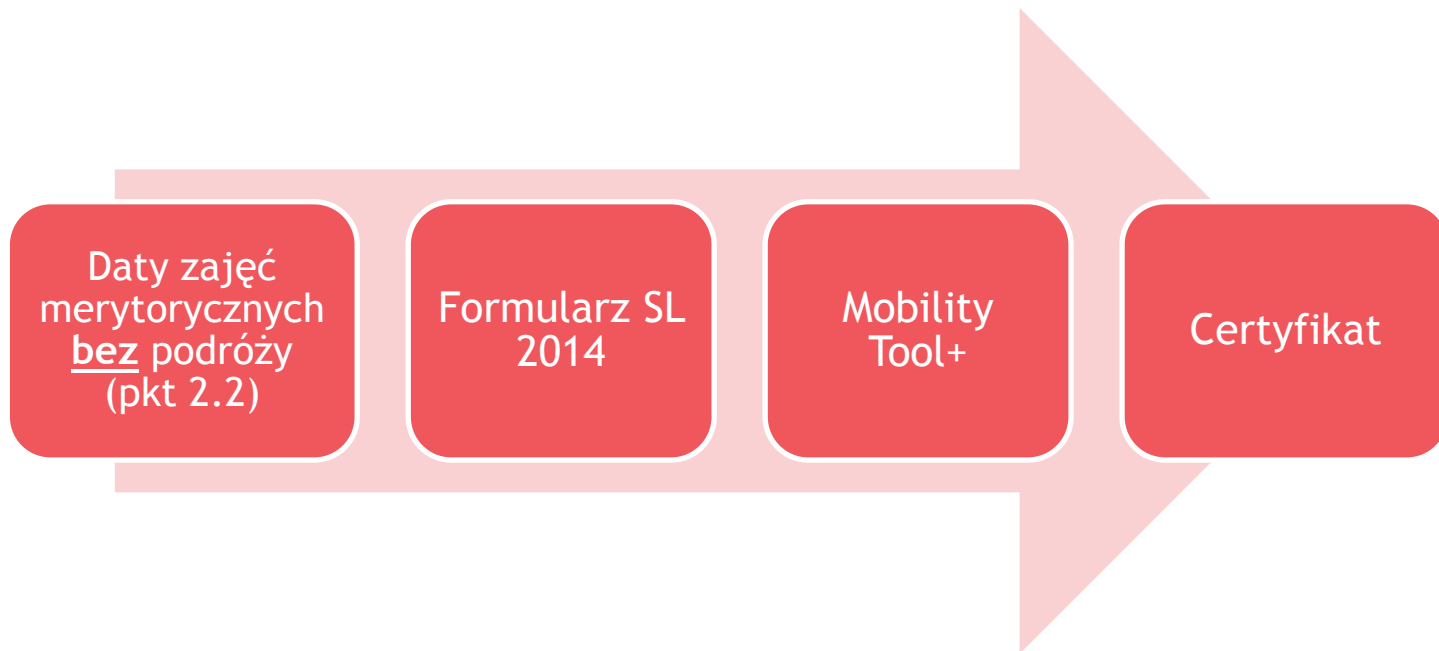 Daty zajęć
merytorycznych
bez podróży
(pkt 2.2)
Formularz SL
2014
Mobility
Tool+
Certyfikat